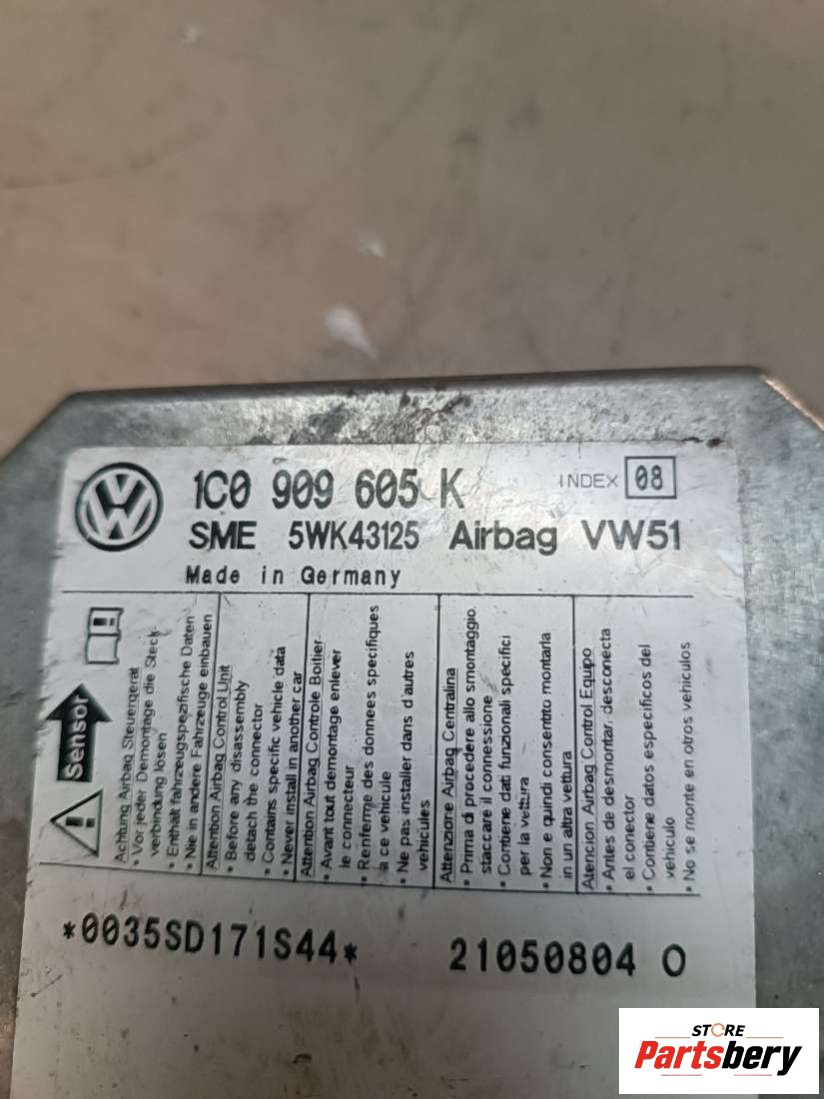 1C0 909 605 K
INDEX 08
SME 5WK43125 Airbag VW51
Made in Germany
Sensor
Achtung Airbag Steuergerät
• Vor jeder Demontage die Steck-
verbindung lösen
• Enthält fahrzeugspezifische Daten
• Nie in andere Fahrzeuge einbauen
Attention Airbag Control Unit
• Before any disassembly
detach the connector
• Contains specific vehicle data
• Never install in another car
Attention Airbag Controle Boitier
• Avant tout demontage enlever
le connecteur
• Renferme des donnees specifiques
a ce vehicule
• Ne pas installer dans d'autres
vehicules
Attenzione Airbag Centralina
• Prima di procedere allo smontaggio
staccare il connessione
• Contiene dati funzionali specifici
per la vettura
• Non e quindi consentito montarla
in un altra vettura
Atencion Airbag Control Equipo
• Antes de desmontar, desconecta
el conector
• Contiene datos especificos del
vehiculo
• No se monte en otros vehiculos
*0035SD171S44*
21050804 0
STORE
Partsbery